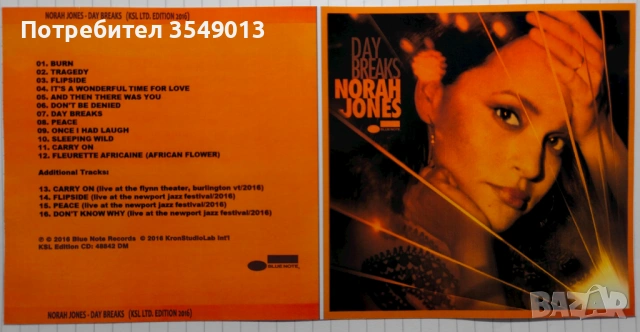 NORAH JONES - DAY BREAKS (KSL LTD. EDITION 2016)
Потребител 3549013
01. BURN
02. TRAGEDY
03. FLIPSIDE
04. IT'S A WONDERFUL TIME FOR LOVE
05. AND THEN THERE WAS YOU
06. DON'T BE DENIED
07. DAY BREAKS
08. PEACE
09. ONCE I HAD LAUGH
10. SLEEPING WILD
11. CARRY ON
12. FLEURETTE AFRICAINE (AFRICAN FLOWER)
Additional Tracks:
13. CARRY ON (live at the flynn theater, burlington vt/2016)
14. FLIPSIDE (live at the newport jazz festival/2016)
15. PEACE (live at the newport jazz festival/2016)
16. DON'T KNOW WHY (live at the newport jazz festival/2016)
℗ © 2016 Blue Note Records © 2016 KronStudioLab Int'l
KSL Edition CD: 48843 DM
BLUE NOTE
NORAH JONES - DAY BREAKS (KSL LTD. EDITION 2016)
DAY
BREAKS
NORAH
JONES
BAZAR
.bg